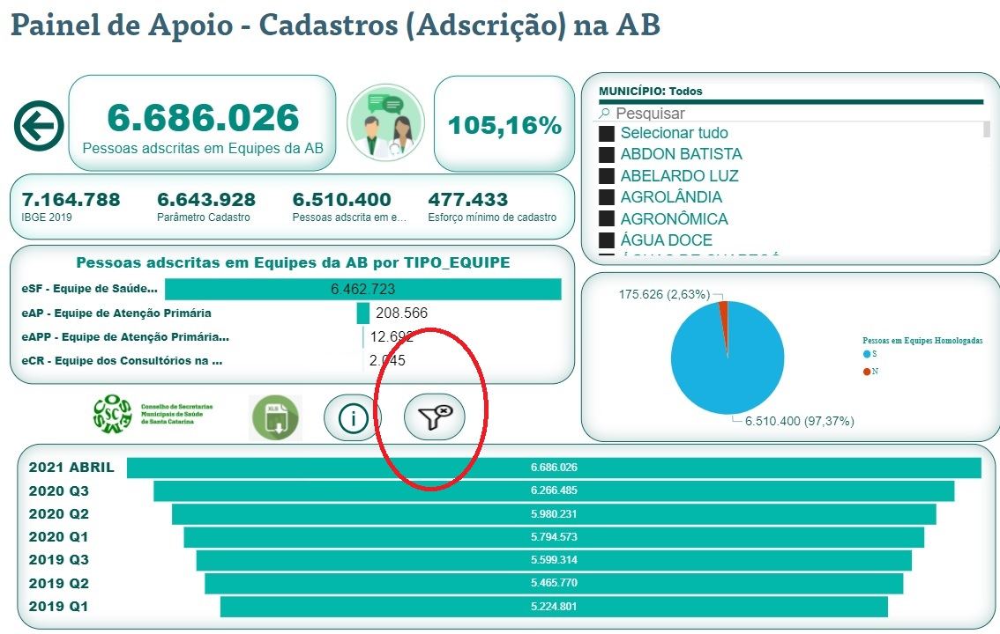 Painel de Apoio - Cadastros (Adscrição) na AB
6.686.026
Pessoas adscritas em Equipes da AB
105,16%
7.164.788
IBGE 2019
6.643.928
Parâmetro Cadastro
6.510.400
Pessoas adscrita em e...
477.433
Esforço mínimo de cadastro
MUNICÍPIO: Todos
Pesquisar
Selecionar tudo
ABDON BATISTA
ABELARDO LUZ
AGROLÂNDIA
AGRONÔMICA
ÁGUA DOCE
Pessoas adscritas em Equipes da AB por TIPO_EQUIPE
eSF - Equipe de Saúde... 6.462.723
eAP - Equipe de Atenção Primária 208.566
eAPP - Equipe de Atenção Primária... 12.692
eCR - Equipe dos Consultórios na ... 2.045
175.626 (2,63%)
6.510.400 (97,37%)
Pessoas em Equipes Homologadas
S
N
COSEMS
SC
Conselho de Secretarias
Municipais de Saúde
de Santa Catarina
XLS
i
2021 ABRIL 6.686.026
2020 Q3 6.266.485
2020 Q2 5.980.231
2020 Q1 5.794.573
2019 Q3 5.599.314
2019 Q2 5.465.770
2019 Q1 5.224.801